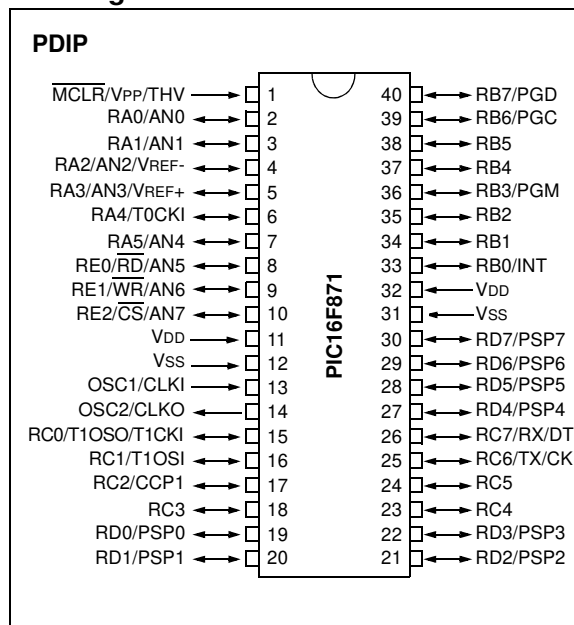 PDIP
MCLR/VPP/THV 1 40 RB7/PGD
RA0/AN0 2 39 RB6/PGC
RA1/AN1 3 38 RB5
RA2/AN2/VREF- 4 37 RB4
RA3/AN3/VREF+ 5 36 RB3/PGM
RA4/T0CKI 6 35 RB2
RA5/AN4 7 34 RB1
RE0/RD/AN5 8 33 RB0/INT
RE1/WR/AN6 9 32 VDD
RE2/CS/AN7 10 31 VSS
VDD 11 30 RD7/PSP7
VSS 12 29 RD6/PSP6
OSC1/CLKI 13 28 RD5/PSP5
OSC2/CLKO 14 27 RD4/PSP4
RC0/T1OSO/T1CKI 15 26 RC7/RX/DT
RC1/T1OSI 16 25 RC6/TX/CK
RC2/CCP1 17 24 RC5
RC3 18 23 RC4
RD0/PSP0 19 22 RD3/PSP3
RD1/PSP1 20 21 RD2/PSP2
PIC16F871